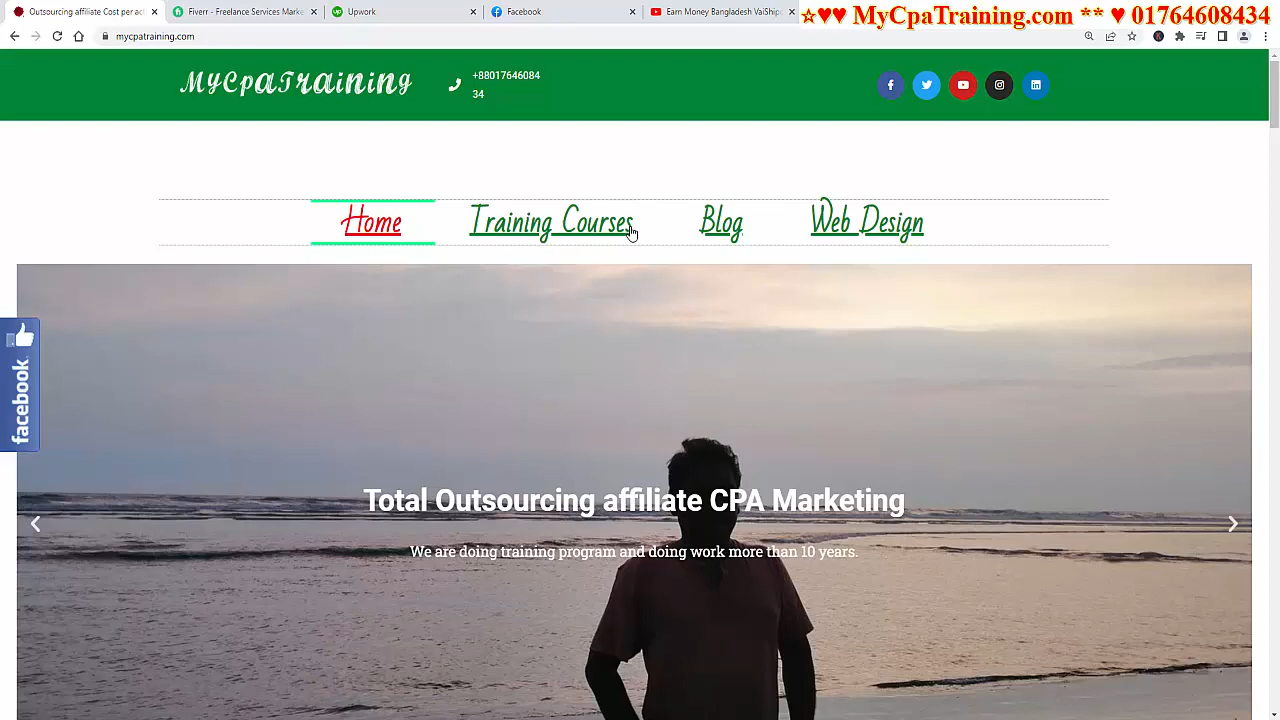 Outsourcing affiliate Cost per ac
Fiverr - Freelance Services Marke
Upwork
Facebook
Earn Money Bangladesh VaiShip
☆♥♥ MyCpaTraining.com ** ♥ 01764608434
mycpatraining.com
MyCpaTraining
+88017646084
34
Home
Training Courses
Blog
Web Design
facebook
Total Outsourcing affiliate CPA Marketing
We are doing training program and doing work more than 10 years.